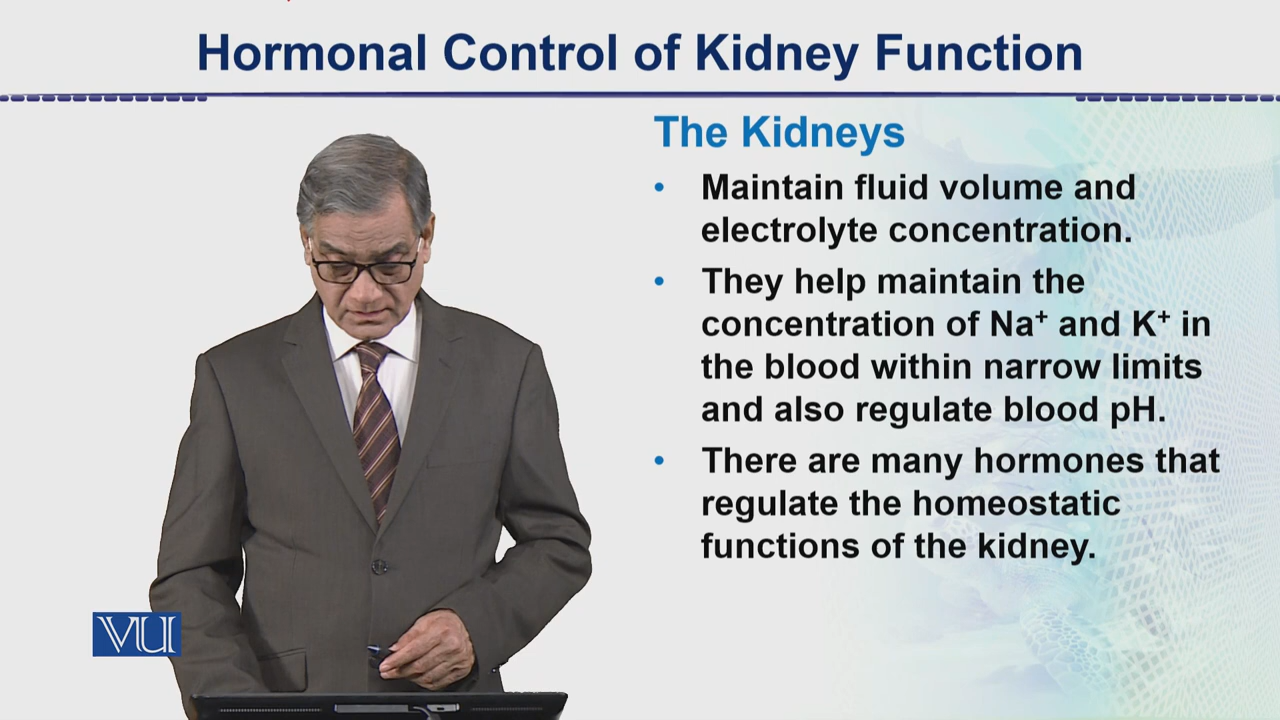 Hormonal Control of Kidney Function
The Kidneys
• Maintain fluid volume and
electrolyte concentration.
• They help maintain the
concentration of Na⁺ and K⁺ in
the blood within narrow limits
and also regulate blood pH.
• There are many hormones that
regulate the homeostatic
functions of the kidney.
VU